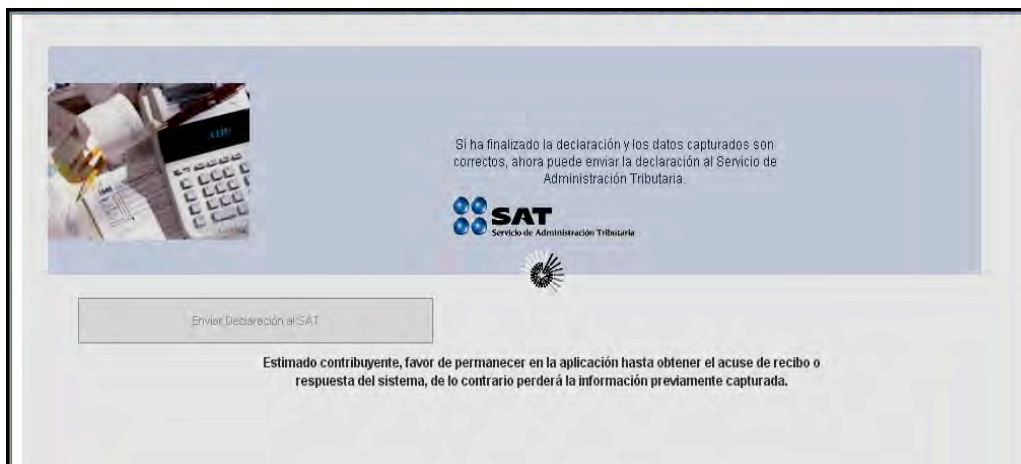 Si ha finalizado la declaración y los datos capturados son
correctos, ahora puede enviar la declaración al Servicio de
Administración Tributaria.
SAT
Servicio de Administración Tributaria
Enviar Declaración al SAT
Estimado contribuyente, favor de permanecer en la aplicación hasta obtener el acuse de recibo o
respuesta del sistema, de lo contrario perderá la información previamente capturada.